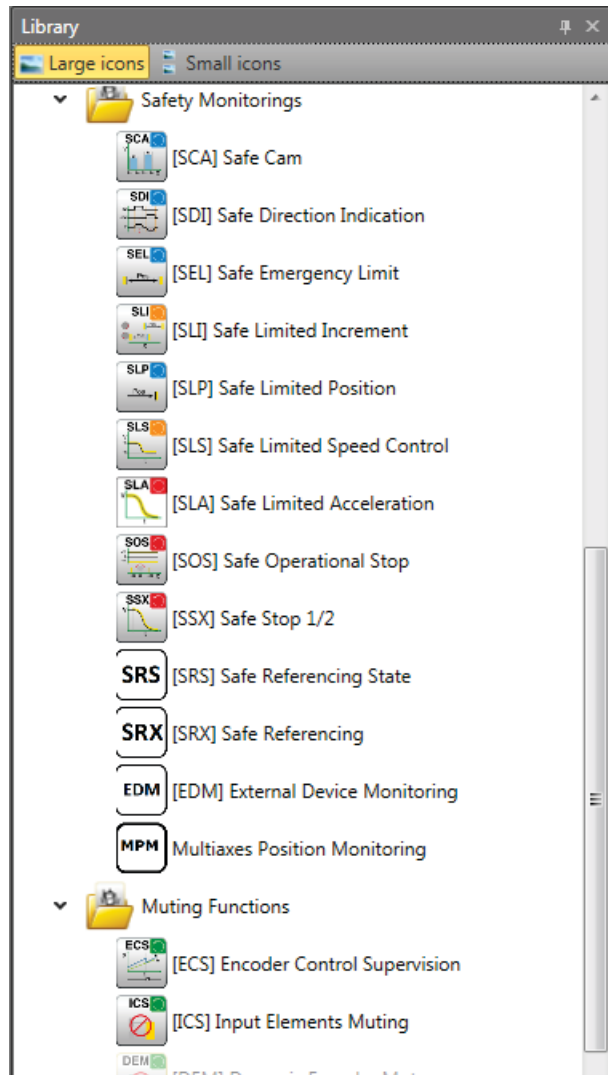 Library
Large icons Small icons
Safety Monitorings
SCA [SCA] Safe Cam
SDI [SDI] Safe Direction Indication
SEL [SEL] Safe Emergency Limit
SLI [SLI] Safe Limited Increment
SLP [SLP] Safe Limited Position
SLS [SLS] Safe Limited Speed Control
SLA [SLA] Safe Limited Acceleration
SOS [SOS] Safe Operational Stop
SSX [SSX] Safe Stop 1/2
SRS [SRS] Safe Referencing State
SRX [SRX] Safe Referencing
EDM [EDM] External Device Monitoring
MPM Multiaxes Position Monitoring
Muting Functions
ECS [ECS] Encoder Control Supervision
ICS [ICS] Input Elements Muting
DEM